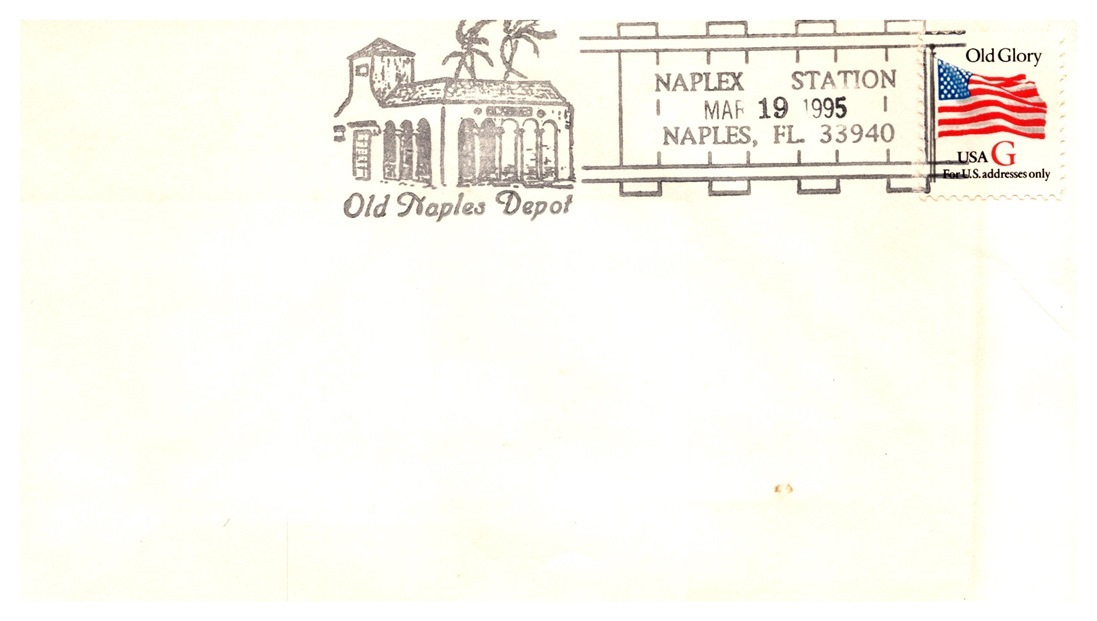 NAPLEX STATION
MAR 19 1995
NAPLES, FL. 33940
Old Naples Depot
Old Glory
USA G
For U.S. addresses only